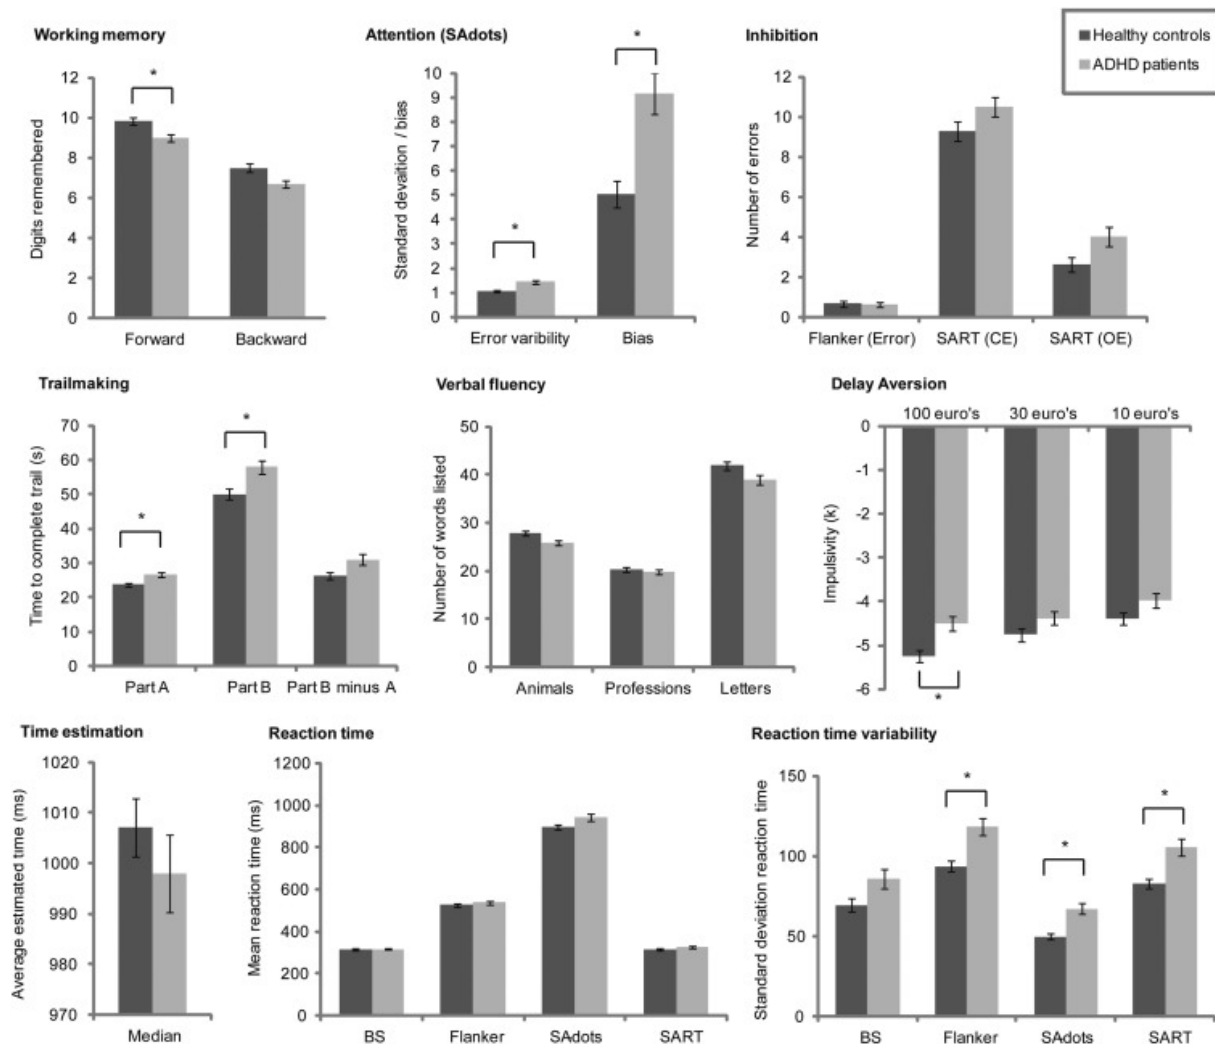 Healthy controls
ADHD patients
Working memory
Digits remembered
12
10
8
6
4
2
0
*
Forward Backward
Attention (SAdots)
Standard devaition / bias
10
9
8
7
6
5
4
3
2
1
0
*
*
Error varibility Bias
Inhibition
Number of errors
12
10
8
6
4
2
0
Flanker (Error) SART (CE) SART (OE)
Trailmaking
Time to complete trail (s)
70
60
50
40
30
20
10
0
*
*
Part A Part B Part B minus A
Verbal fluency
Number of words listed
50
40
30
20
10
0
Animals Professions Letters
Delay Aversion
100 euro's 30 euro's 10 euro's
Impulsivity (k)
0
-1
-2
-3
-4
-5
-6
*
Time estimation
Average estimated time (ms)
1020
1010
1000
990
980
970
Median
Reaction time
Mean reaction time (ms)
1200
1000
800
600
400
200
0
BS Flanker SAdots SART
Reaction time variability
Standard deviation reaction time
150
100
50
0
*
*
*
BS Flanker SAdots SART